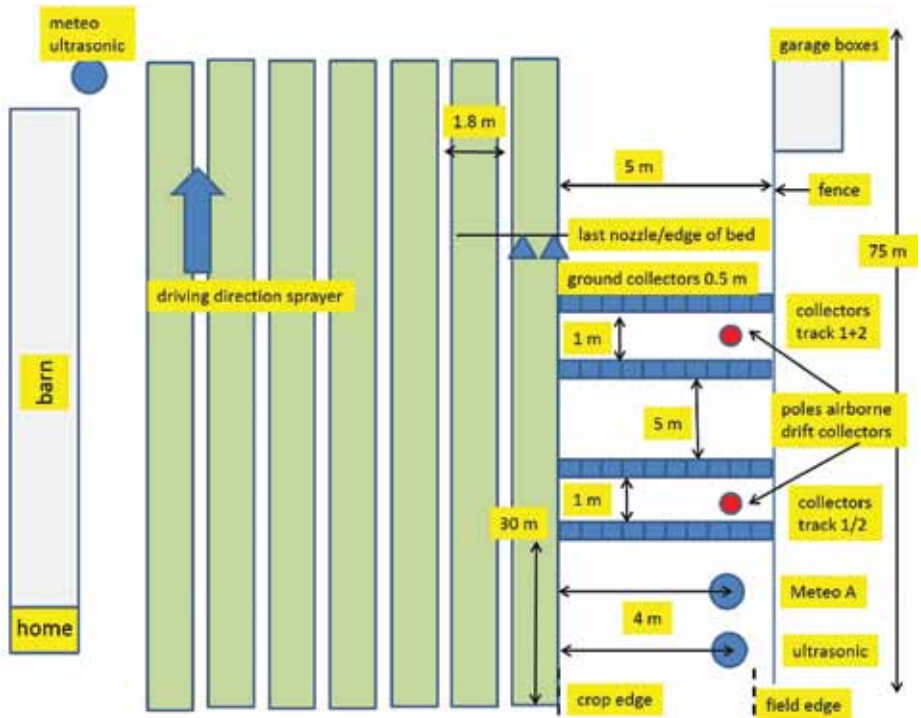 meteo
ultrasonic
garage boxes
1.8 m
5 m
fence
last nozzle/edge of bed
75 m
driving direction sprayer
ground collectors 0.5 m
collectors
track 1+2
1 m
barn
poles airborne
drift collectors
5 m
1 m
collectors
track 1/2
30 m
Meteo A
4 m
home
ultrasonic
crop edge
field edge